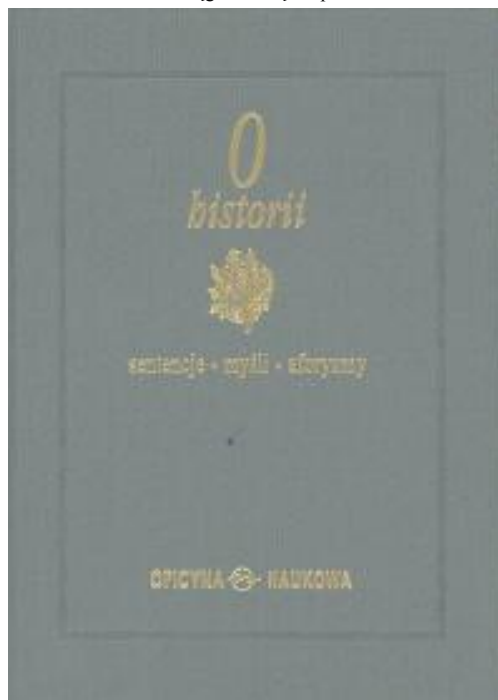 O
historii
sentencje • myśli • aforyzmy
OFICYNA NAUKOWA